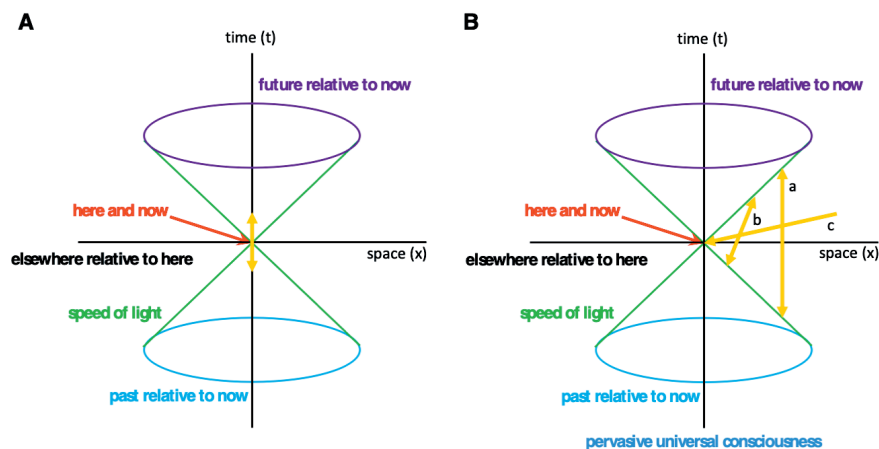 A
time (t)
future relative to now
here and now
space (x)
elsewhere relative to here
speed of light
past relative to now
B
time (t)
future relative to now
a
here and now
b
c
space (x)
elsewhere relative to here
speed of light
past relative to now
pervasive universal consciousness